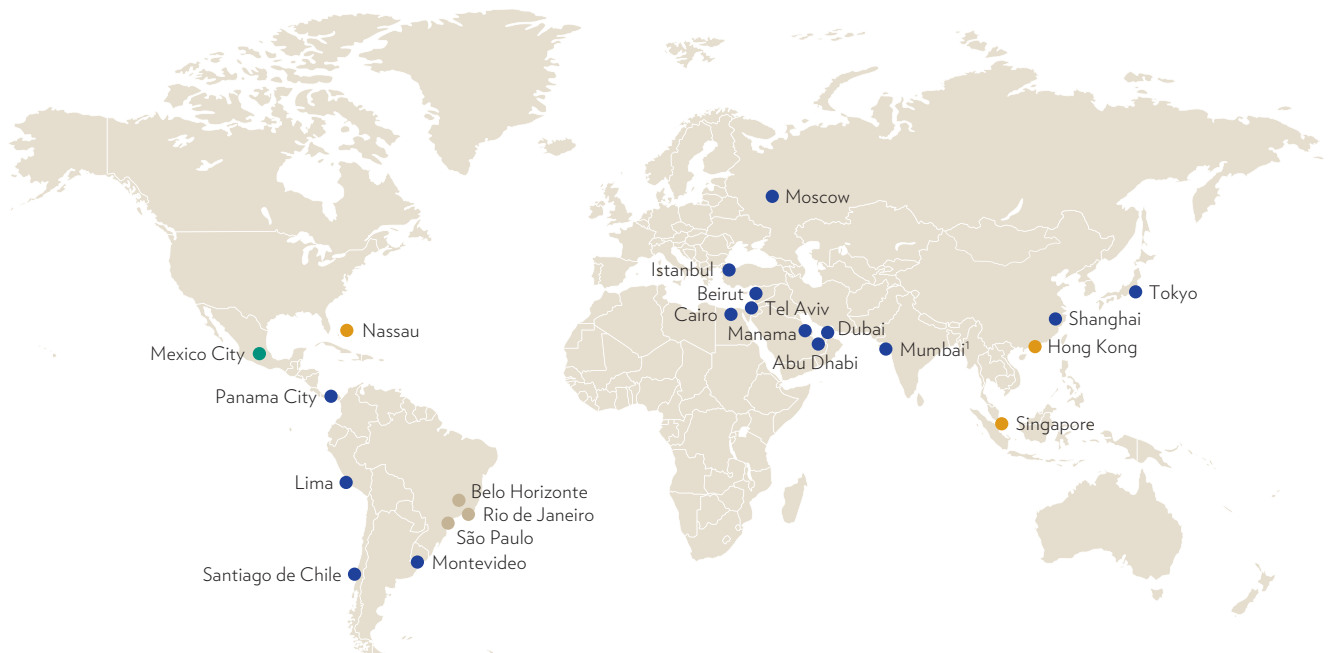 Moscow
Istanbul
Beirut
Tokyo
Tel Aviv
Cairo
Shanghai
Dubai
Nassau
Manama
Hong Kong
Mumbai¹
Mexico City
Abu Dhabi
Panama City
Singapore
Lima
Belo Horizonte
Rio de Janeiro
São Paulo
Montevideo
Santiago de Chile